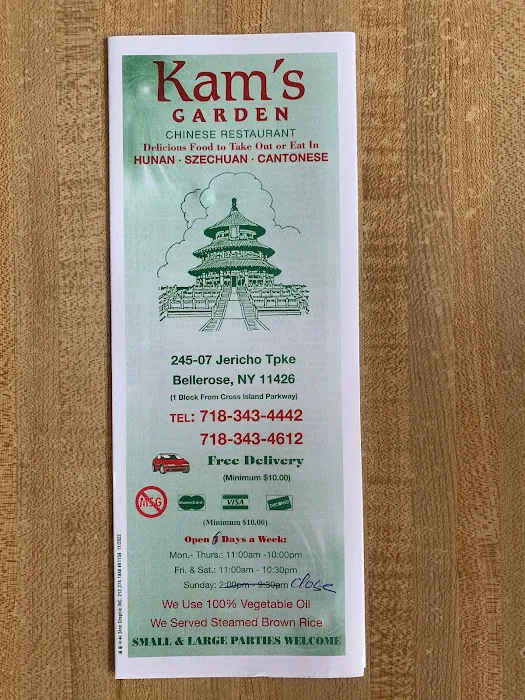 Kam's
GARDEN
CHINESE RESTAURANT
Delicious Food to Take Out or Eat In
HUNAN · SZECHUAN · CANTONESE
245-07 Jericho Tpke
Bellerose, NY 11426
(1 Block From Cross Island Parkway)
TEL: 718-343-4442
718-343-4612
Free Delivery
(Minimum $10.00)
MSG MasterCard VISA DISCOVER
(Minimum $10.00)
Open 6 Days a Week:
Mon.- Thurs.: 11:00am -10:00pm
Fri. & Sat.: 11:00am - 10:30pm
Sunday: 2:00pm - 9:30pm close
We Use 100% Vegetable Oil
We Served Steamed Brown Rice
SMALL & LARGE PARTIES WELCOME